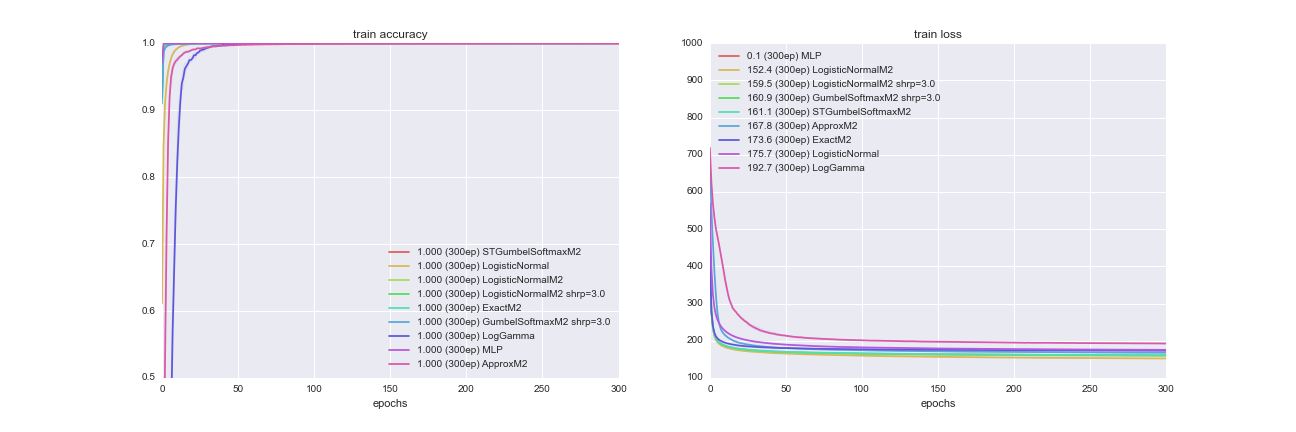 train accuracy
1.0
0.9
0.8
0.7
0.6
0.5
0 50 100 150 200 250 300
epochs
1.000 (300ep) STGumbelSoftmaxM2
1.000 (300ep) LogisticNormal
1.000 (300ep) LogisticNormalM2
1.000 (300ep) LogisticNormalM2 shrp=3.0
1.000 (300ep) ExactM2
1.000 (300ep) GumbelSoftmaxM2 shrp=3.0
1.000 (300ep) LogGamma
1.000 (300ep) MLP
1.000 (300ep) ApproxM2
train loss
1000
900
800
700
600
500
400
300
200
100
0 50 100 150 200 250 300
epochs
0.1 (300ep) MLP
152.4 (300ep) LogisticNormalM2
159.5 (300ep) LogisticNormalM2 shrp=3.0
160.9 (300ep) GumbelSoftmaxM2 shrp=3.0
161.1 (300ep) STGumbelSoftmaxM2
167.8 (300ep) ApproxM2
173.6 (300ep) ExactM2
175.7 (300ep) LogisticNormal
192.7 (300ep) LogGamma